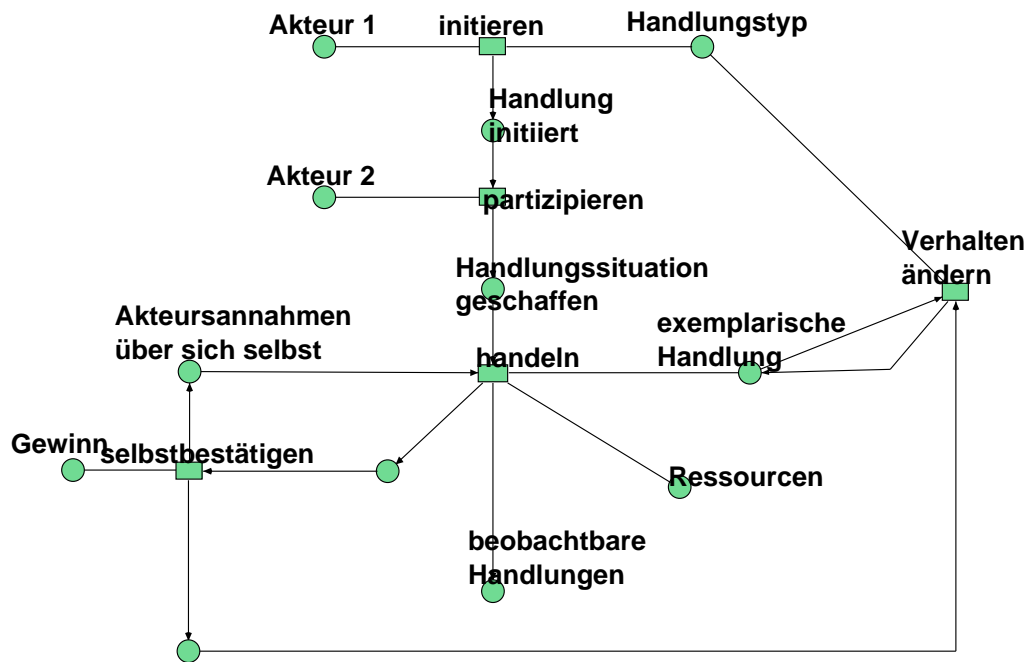 Akteur 1
initieren
Handlungstyp
Handlung
initiiert
Akteur 2
partizipieren
Verhalten
ändern
Handlungssituation
geschaffen
Akteursannahmen
über sich selbst
exemplarische
Handlung
handeln
Gewinn
selbstbestätigen
Ressourcen
beobachtbare
Handlungen